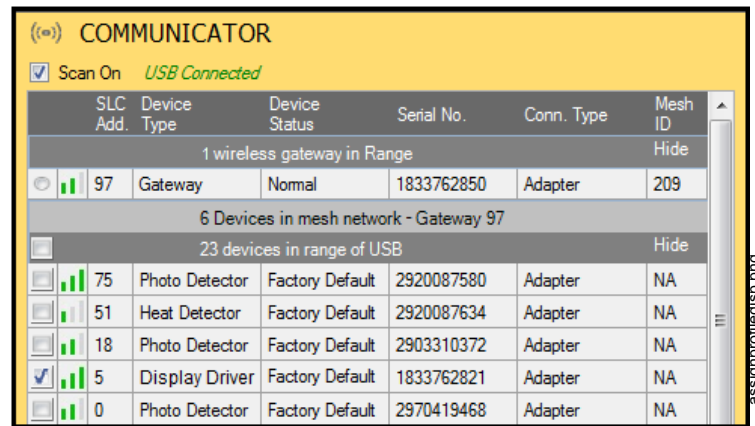 COMMUNICATOR
Scan On USB Connected
SLC Add. Device Type Device Status Serial No. Conn. Type Mesh ID
1 wireless gateway in Range Hide
97 Gateway Normal 1833762850 Adapter 209
6 Devices in mesh network - Gateway 97
23 devices in range of USB Hide
75 Photo Detector Factory Default 2920087580 Adapter NA
51 Heat Detector Factory Default 2920087634 Adapter NA
18 Photo Detector Factory Default 2903310372 Adapter NA
5 Display Driver Factory Default 1833762821 Adapter NA
0 Photo Detector Factory Default 2970419468 Adapter NA